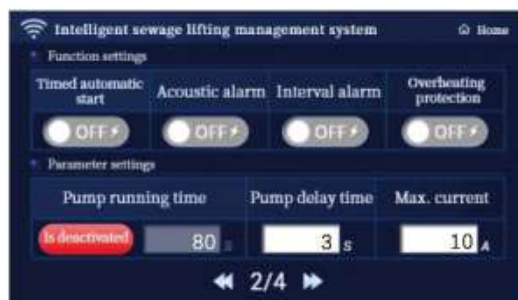 Intelligent sewage lifting management system Home
Function settings
Timed automatic start Acoustic alarm Interval alarm Overheating protection
OFF OFF OFF OFF
Parameter settings
Pump running time Pump delay time Max. current
Is deactivated 80 s 3 S 10 A
2/4